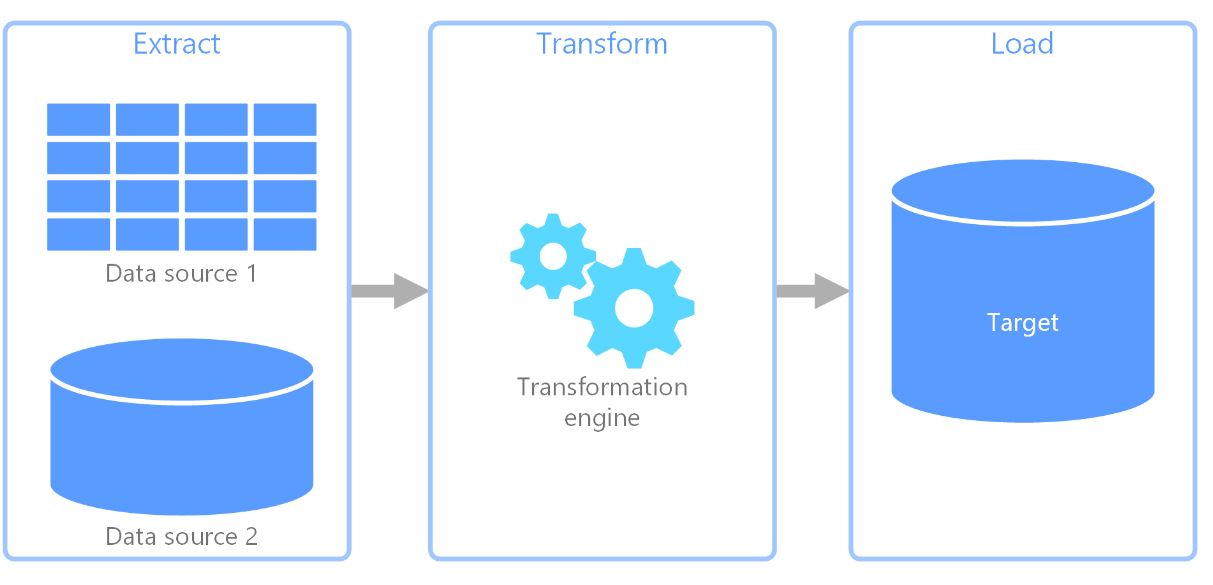 Extract
Data source 1
Data source 2
Transform
Transformation
engine
Load
Target